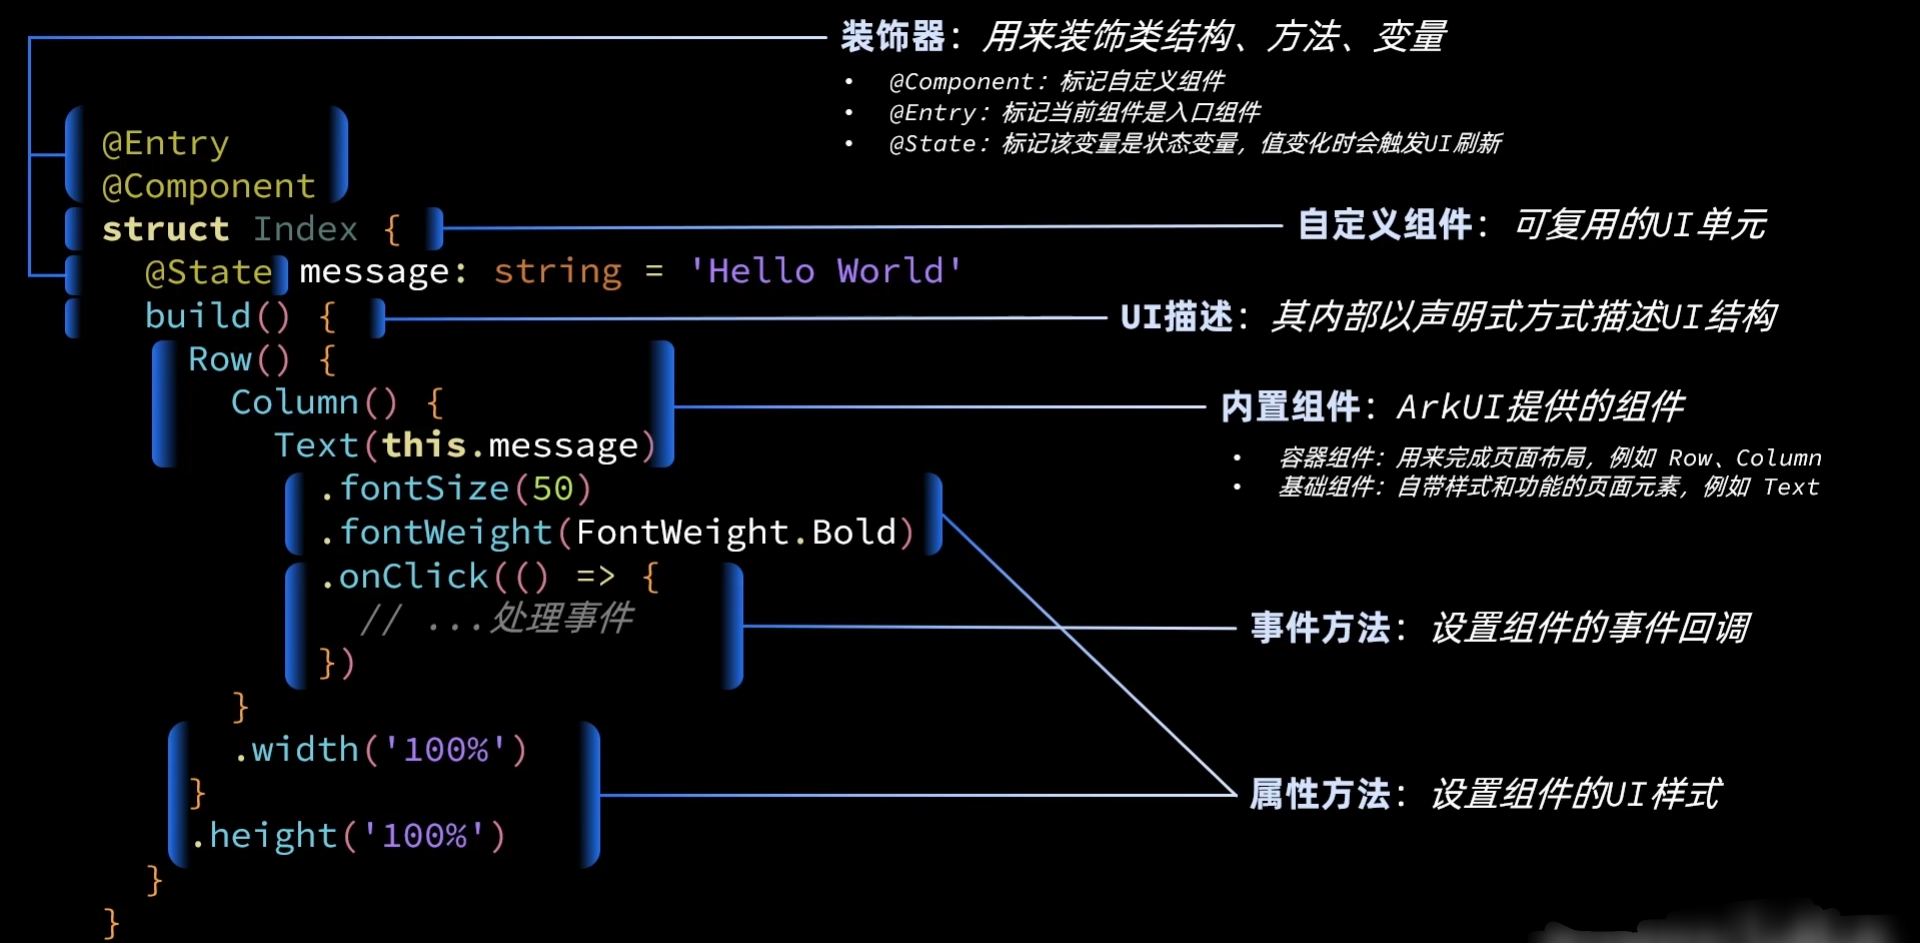 装饰器：用来装饰类结构、方法、变量
• @Component：标记自定义组件
• @Entry：标记当前组件是入口组件
• @State：标记该变量是状态变量，值变化时会触发UI刷新
@Entry
@Component
struct Index {
自定义组件：可复用的UI单元
@State message: string = 'Hello World'
build() {
UI描述：其内部以声明式方式描述UI结构
Row() {
Column() {
Text(this.message)
内置组件：ArkUI提供的组件
• 容器组件：用来完成页面布局，例如 Row、Column
• 基础组件：自带样式和功能的页面元素，例如 Text
.fontSize(50)
.fontWeight(FontWeight.Bold)
.onClick(() => {
// ...处理事件
})
事件方法：设置组件的事件回调
}
.width('100%')
}
.height('100%')
属性方法：设置组件的UI样式
}
}